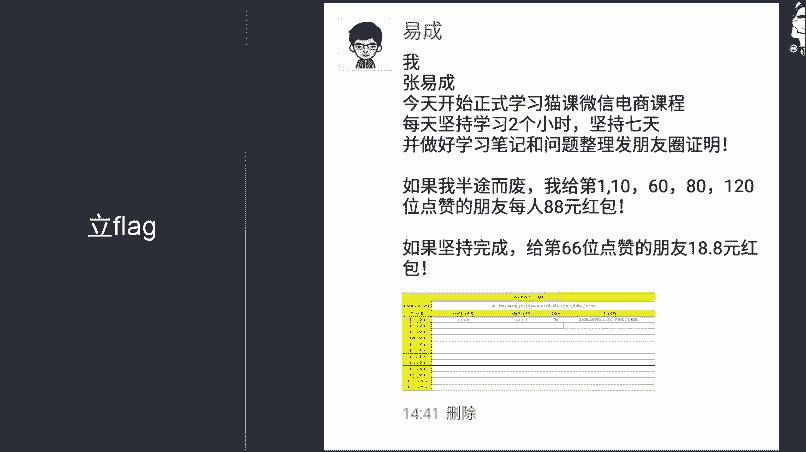 立flag
易成
我
张易成
今天开始正式学习猫课微信电商课程
每天坚持学习2个小时，坚持七天
并做好学习笔记和问题整理发朋友圈证明！
如果我半途而废，我给第1,10，60，80，120
位点赞的朋友每人88元红包！
如果坚持完成，给第66位点赞的朋友18.8元红
包！
14:41 删除